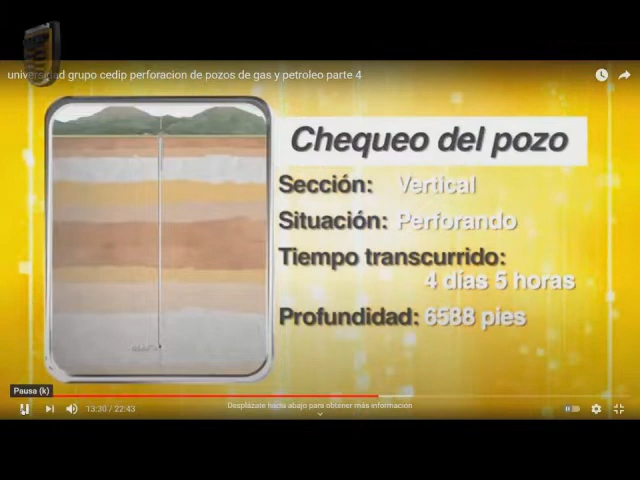 universidad grupo cedip perforacion de pozos de gas y petroleo parte 4
Chequeo del pozo
Sección: Vertical
Situación: Perforando
Tiempo transcurrido:
4 días 5 horas
Profundidad: 6588 pies
Pausa (k)
13:30 / 22:43
Desplázate hacia abajo para obtener más información